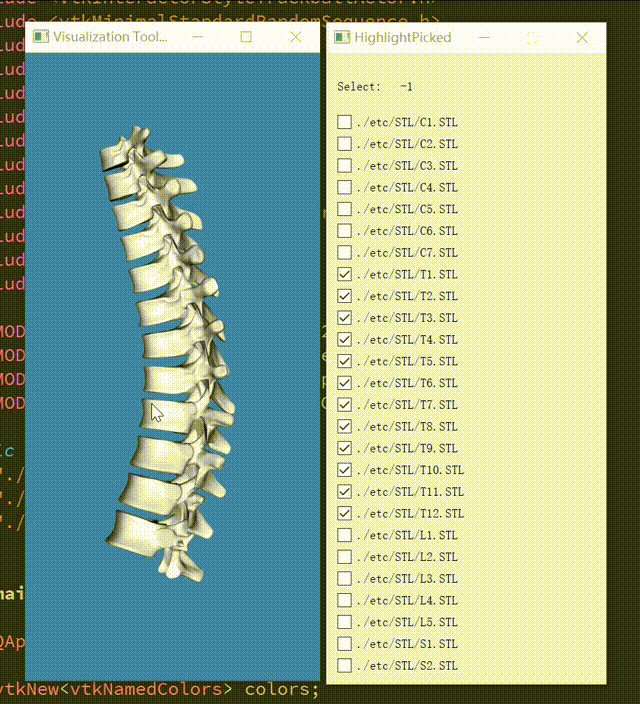 Visualization Tool...
HighlightPicked
Select: -1
./etc/STL/C1.STL
./etc/STL/C2.STL
./etc/STL/C3.STL
./etc/STL/C4.STL
./etc/STL/C5.STL
./etc/STL/C6.STL
./etc/STL/C7.STL
./etc/STL/T1.STL
./etc/STL/T2.STL
./etc/STL/T3.STL
./etc/STL/T4.STL
./etc/STL/T5.STL
./etc/STL/T6.STL
./etc/STL/T7.STL
./etc/STL/T8.STL
./etc/STL/T9.STL
./etc/STL/T10.STL
./etc/STL/T11.STL
./etc/STL/T12.STL
./etc/STL/L1.STL
./etc/STL/L2.STL
./etc/STL/L3.STL
./etc/STL/L4.STL
./etc/STL/L5.STL
./etc/STL/S1.STL
./etc/STL/S2.STL
lude <vtkMinimalStandardRandomSequence.h>
lud
lud
lud
lud
lud
lud
lud
lud
lud
lud
lud
MOD
MOD
MOD
MOD
ic
"./
"./
"./
mai
QAp
vtkNew<vtkNamedColors> colors;